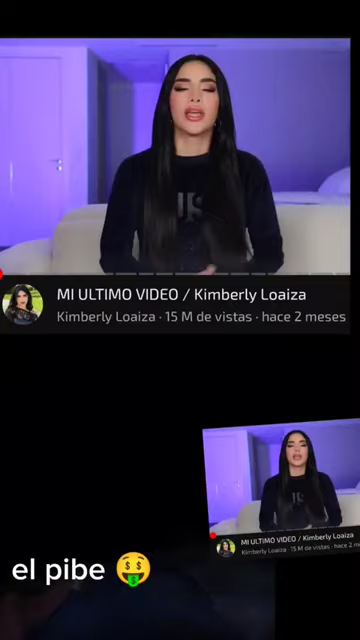 MI ULTIMO VIDEO / Kimberly Loaiza
Kimberly Loaiza · 15 M de vistas · hace 2 meses
MI ULTIMO VIDEO / Kimberly Loaiza
Kimberly Loaiza · 15 M de vistas · hace 2 me
el pibe 🤑